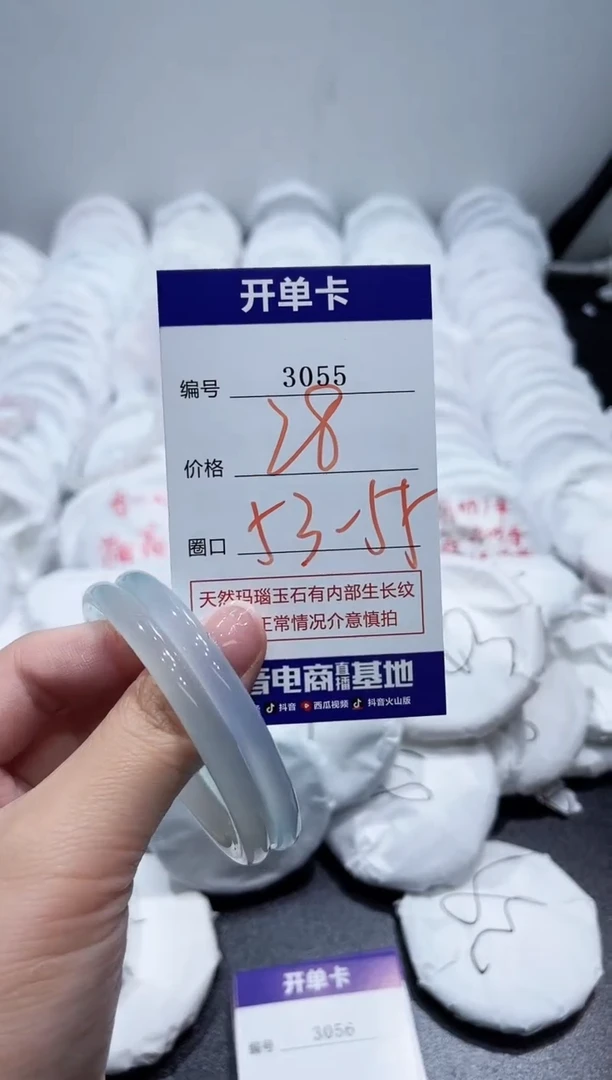 开单卡
编号 3055
价格 28
圈口 53-55
天然玛瑙玉石有内部生长纹
正常情况介意慎拍
音电商直播基地
抖音 西瓜视频 抖音火山版
开单卡
编号 3056